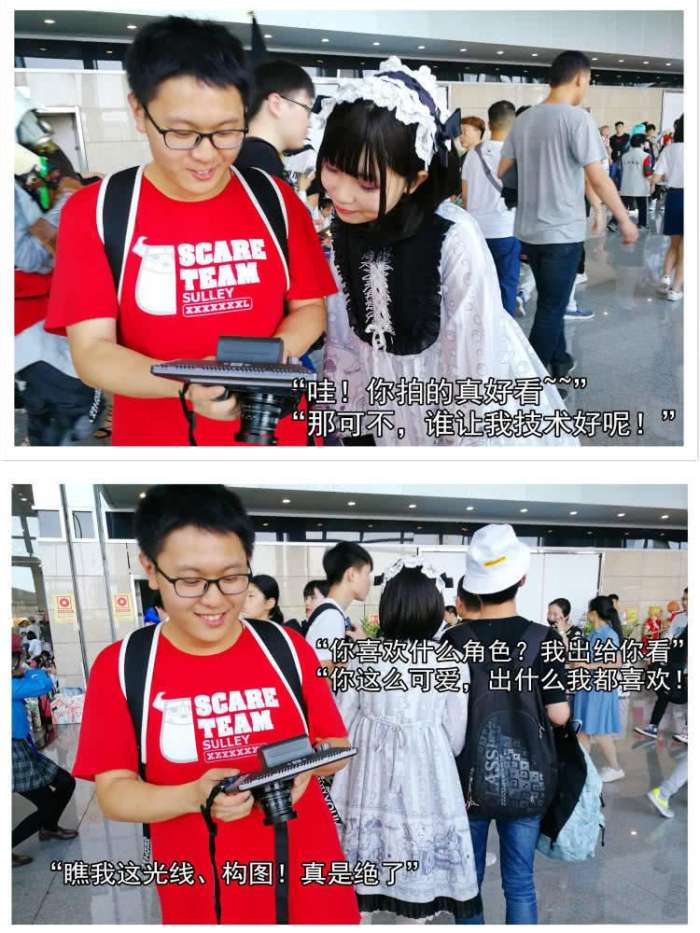 SCARE
TEAM
SULLEY
XXXXXXXL
“哇！你拍的真好看~~”
“那可不，谁让我技术好呢！”
“你喜欢什么角色？我出给你看”
“你这么可爱，出什么我都喜欢！
SCARE
TEAM
SULLEY
XXXXXXXL
“瞧我这光线、构图！真是绝了”